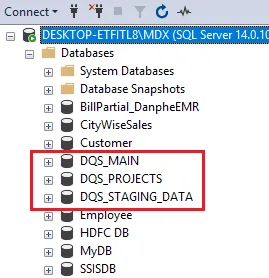 Connect
DESKTOP-ETFITL8\MDX (SQL Server 14.0.10
Databases
System Databases
Database Snapshots
BillPartial_DanpheEMR
CityWiseSales
Customer
DQS_MAIN
DQS_PROJECTS
DQS_STAGING_DATA
Employee
HDFC DB
MyDB
SSISDB